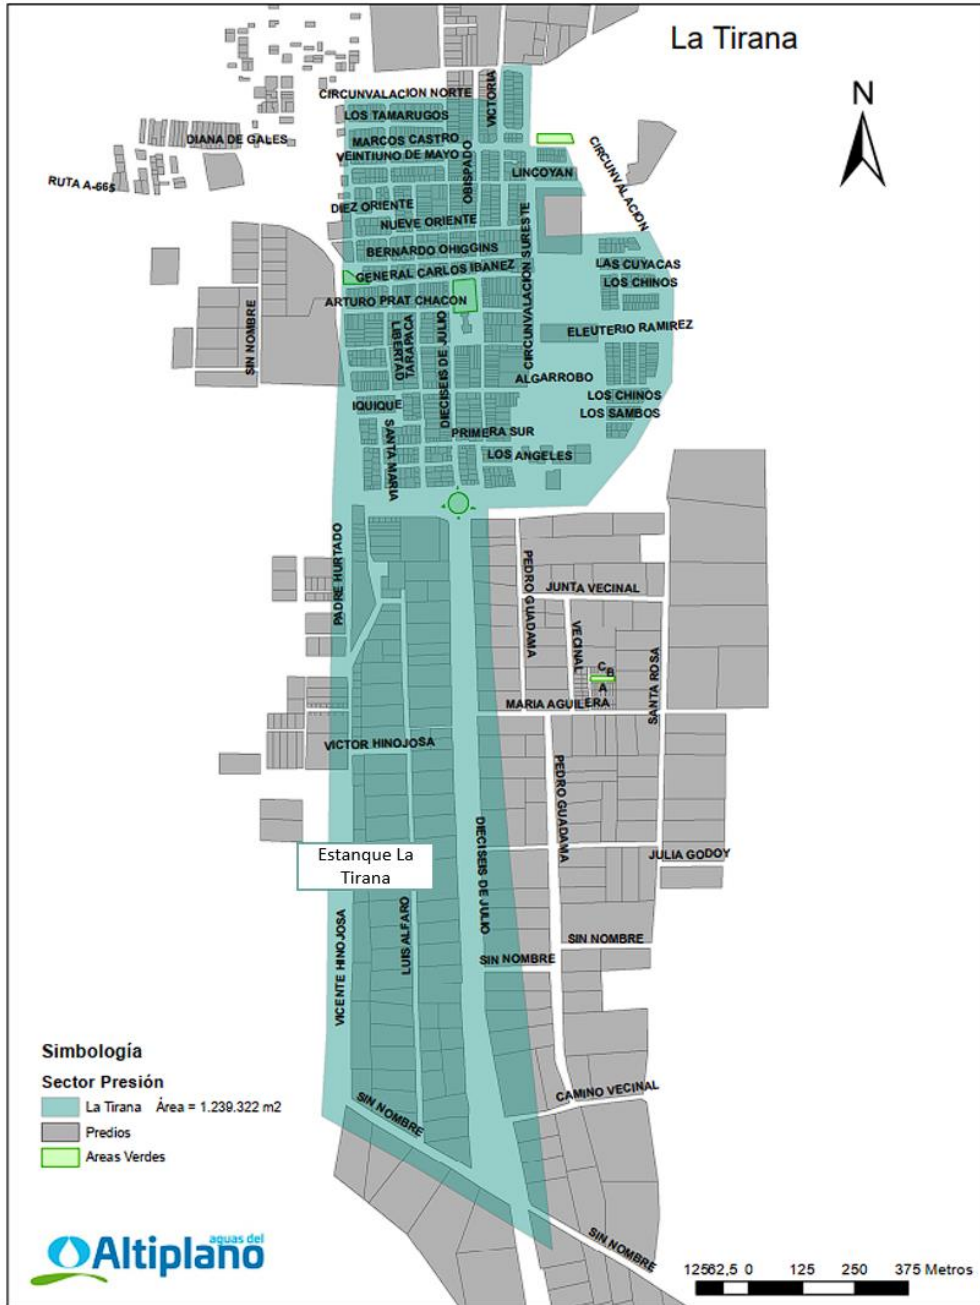 La Tirana
N
CIRCUNVALACION NORTE
LOS TAMARUGOS
VICTORIA
MARCOS CASTRO
DIANA DE GALES
VEINTIUNO DE MAYO
OBISPADO
CIRCUNVALACION
LINCOYAN
RUTA A-665
DIEZ ORIENTE
NUEVE ORIENTE
BERNARDO OHIGGINS
CIRCUNVALACION SURESTE
GENERAL CARLOS IBANEZ
LAS CUYACAS
LOS CHINOS
ARTURO PRAT CHACON
SIN NOMBRE
LIBERTAD
TARAPACA
DIECISEIS DE JULIO
ELEUTERIO RAMIREZ
ALGARROBO
LOS CHINOS
IQUIQUE
LOS SAMBOS
SANTA MARIA
PRIMERA SUR
LOS ANGELES
PADRE HURTADO
PEDRO GUADAMA
JUNTA VECINAL
VECINAL
C
B
A
SANTA ROSA
MARIA AGUILERA
VICTOR HINOJOSA
PEDRO GUADAMA
DIECISEIS DE JULIO
Estanque La
Tirana
JULIA GODOY
VICENTE HINOJOSA
LUIS ALFARO
SIN NOMBRE
SIN NOMBRE
CAMINO VECINAL
SIN NOMBRE
SIN NOMBRE
Simbología
Sector Presión
La Tirana Área = 1.239.322 m2
Predios
Areas Verdes
aguas del
Altiplano
12562,5 0 125 250 375 Metros